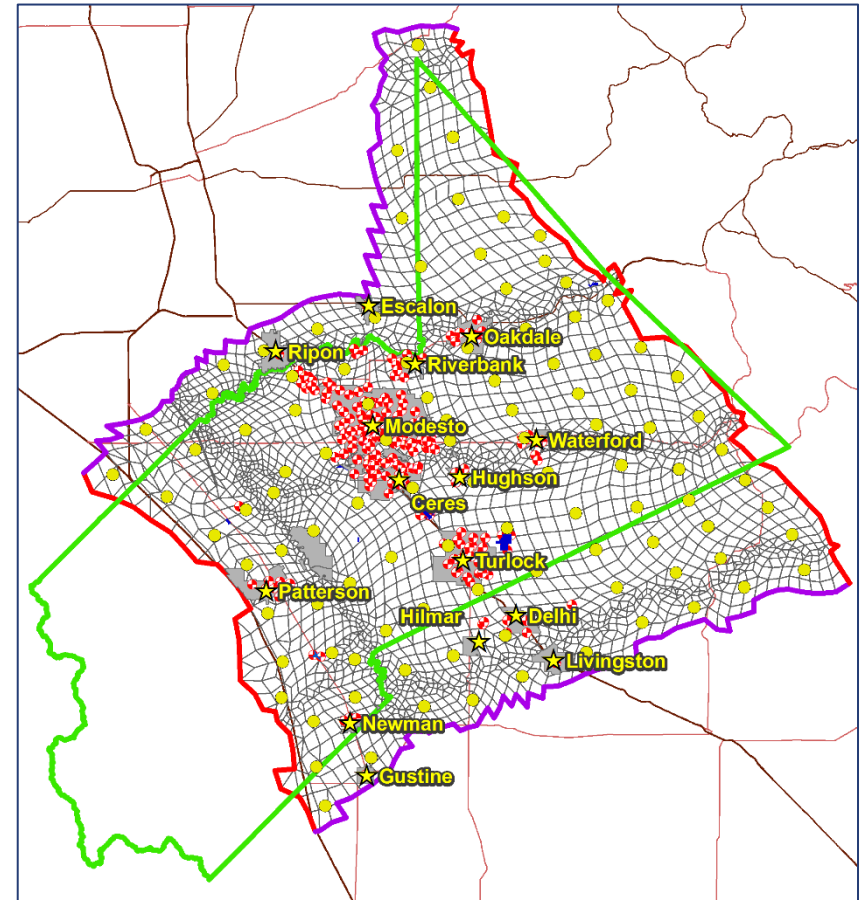 Escalon
Oakdale
Ripon
Riverbank
Modesto
Waterford
Hughson
Ceres
Turlock
Patterson
Hilmar
Delhi
Livingston
Newman
Gustine